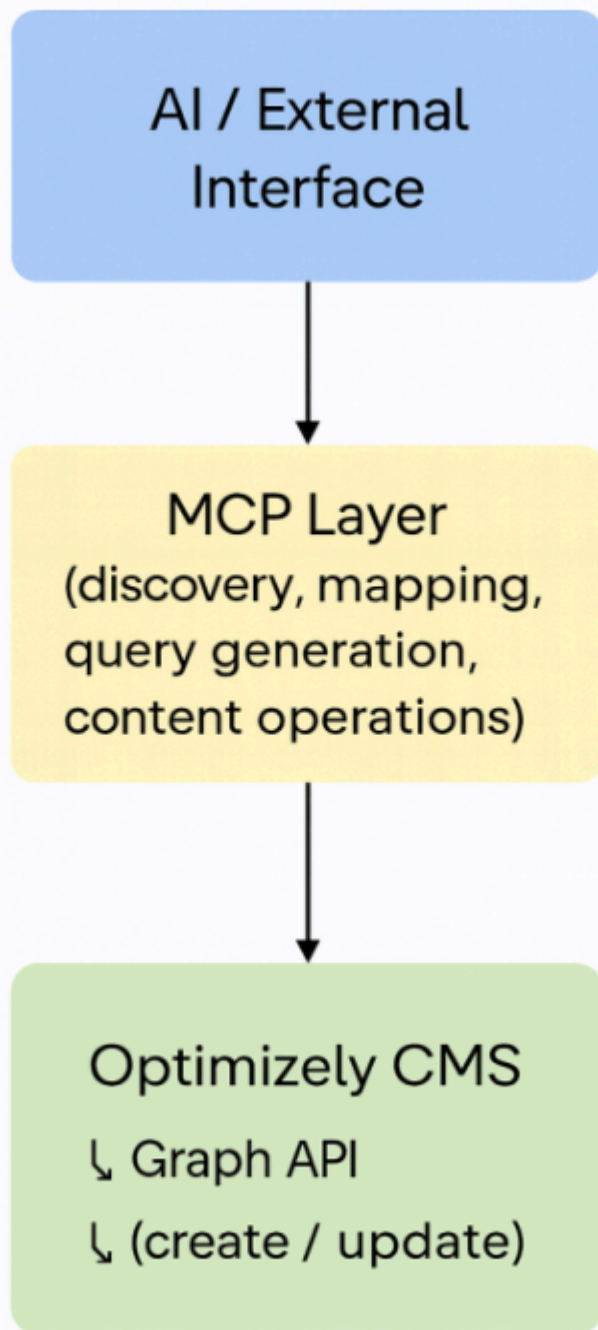 AI / External
Interface
MCP Layer
(discovery, mapping,
query generation,
content operations)
Optimizely CMS
↳ Graph API
↳ (create / update)